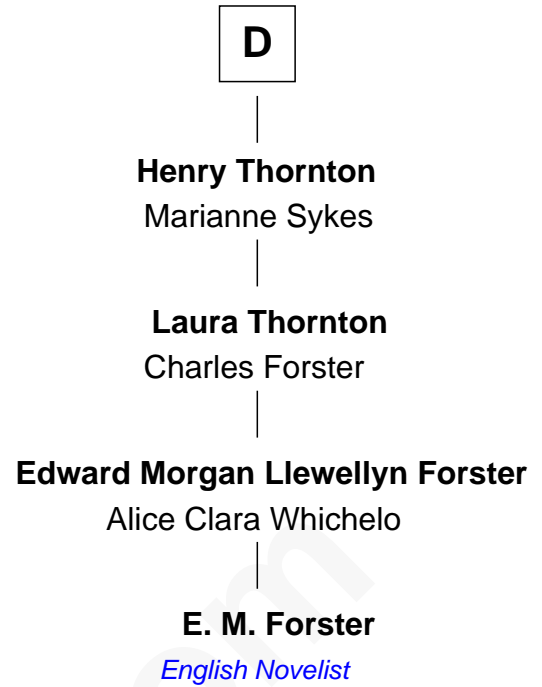 D
Henry Thornton
Marianne Sykes
Laura Thornton
Charles Forster
Edward Morgan Llewellyn Forster
Alice Clara Whichelo
E. M. Forster
English Novelist